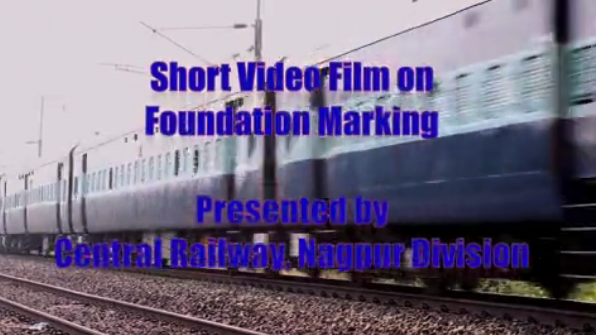 Short Video Film on
Foundation Marking
Presented by
Central Railway, Nagpur Division